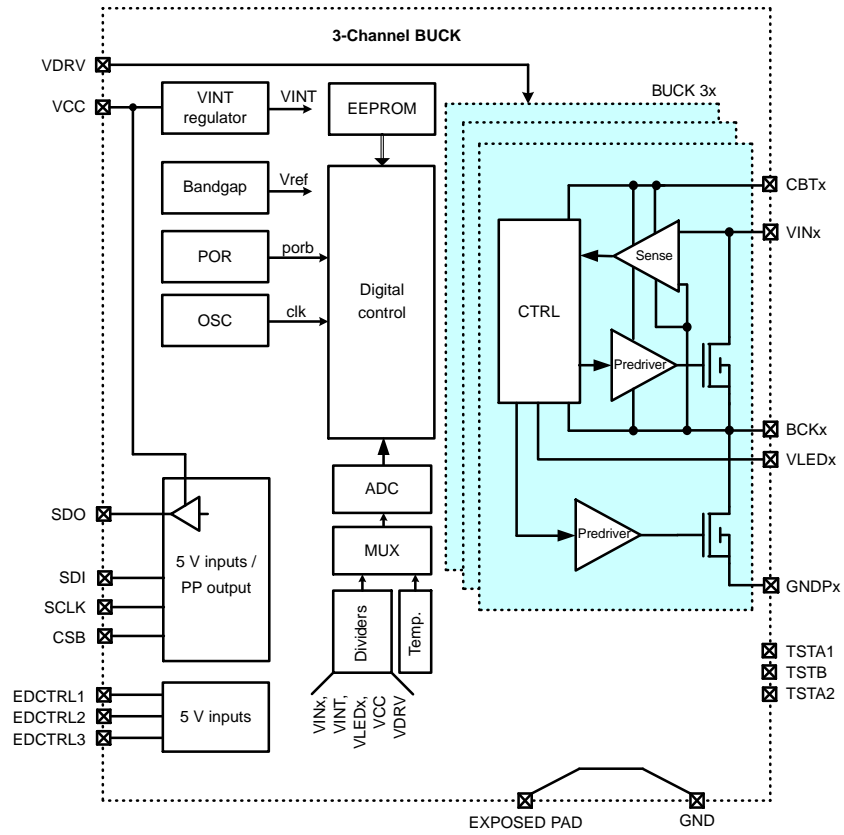 3-Channel BUCK
VDRV
VCC
VINT
regulator
VINT
EEPROM
BUCK 3x
Bandgap
Vref
POR
porb
OSC
clk
Digital
control
CTRL
Sense
Predriver
Predriver
CBTx
VINx
BCKx
VLEDx
GNDPx
ADC
MUX
Dividers
Temp.
VINx,
VINT,
VLEDx,
VCC
VDRV
SDO
SDI
SCLK
CSB
5 V inputs /
PP output
EDCTRL1
EDCTRL2
EDCTRL3
5 V inputs
TSTA1
TSTB
TSTA2
EXPOSED PAD
GND